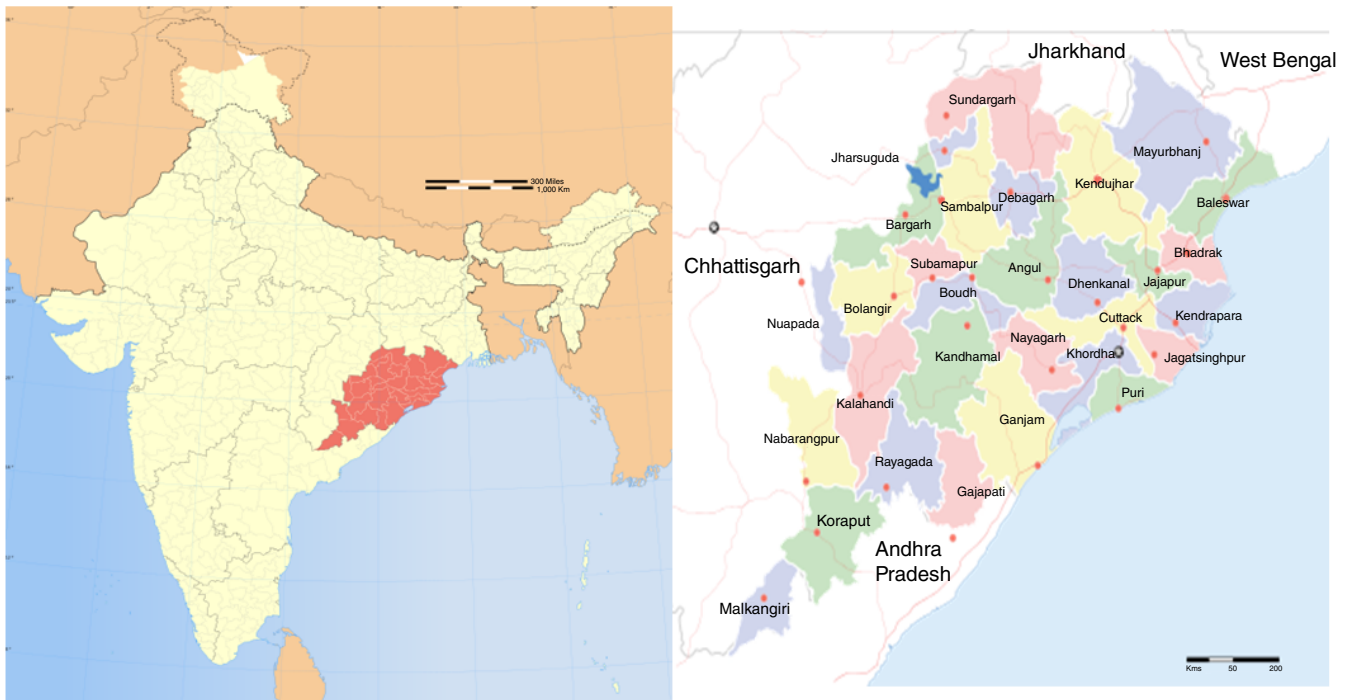 300 Miles
1,000 Km
Jharkhand
West Bengal
Sundargarh
Jharsuguda
Mayurbhanj
Kendujhar
Debagarh
Sambalpur
Baleswar
Bargarh
Chhattisgarh
Subarnapur
Angul
Bhadrak
Dhenkanal
Jajapur
Boudh
Bolangir
Nuapada
Cuttack
Kendrapara
Nayagarh
Khordha
Jagatsinghpur
Kandhamal
Puri
Kalahandi
Ganjam
Nabarangpur
Rayagada
Gajapati
Koraput
Andhra
Pradesh
Malkangiri
Kms 50 200